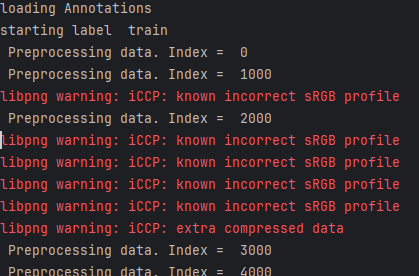 loading Annotations
starting label  train
 Preprocessing data. Index =  0
 Preprocessing data. Index =  1000
libpng warning: iCCP: known incorrect sRGB profile
 Preprocessing data. Index =  2000
libpng warning: iCCP: known incorrect sRGB profile
libpng warning: iCCP: known incorrect sRGB profile
libpng warning: iCCP: known incorrect sRGB profile
libpng warning: iCCP: known incorrect sRGB profile
libpng warning: iCCP: extra compressed data
 Preprocessing data. Index =  3000
 Preprocessing data. Index =  4000